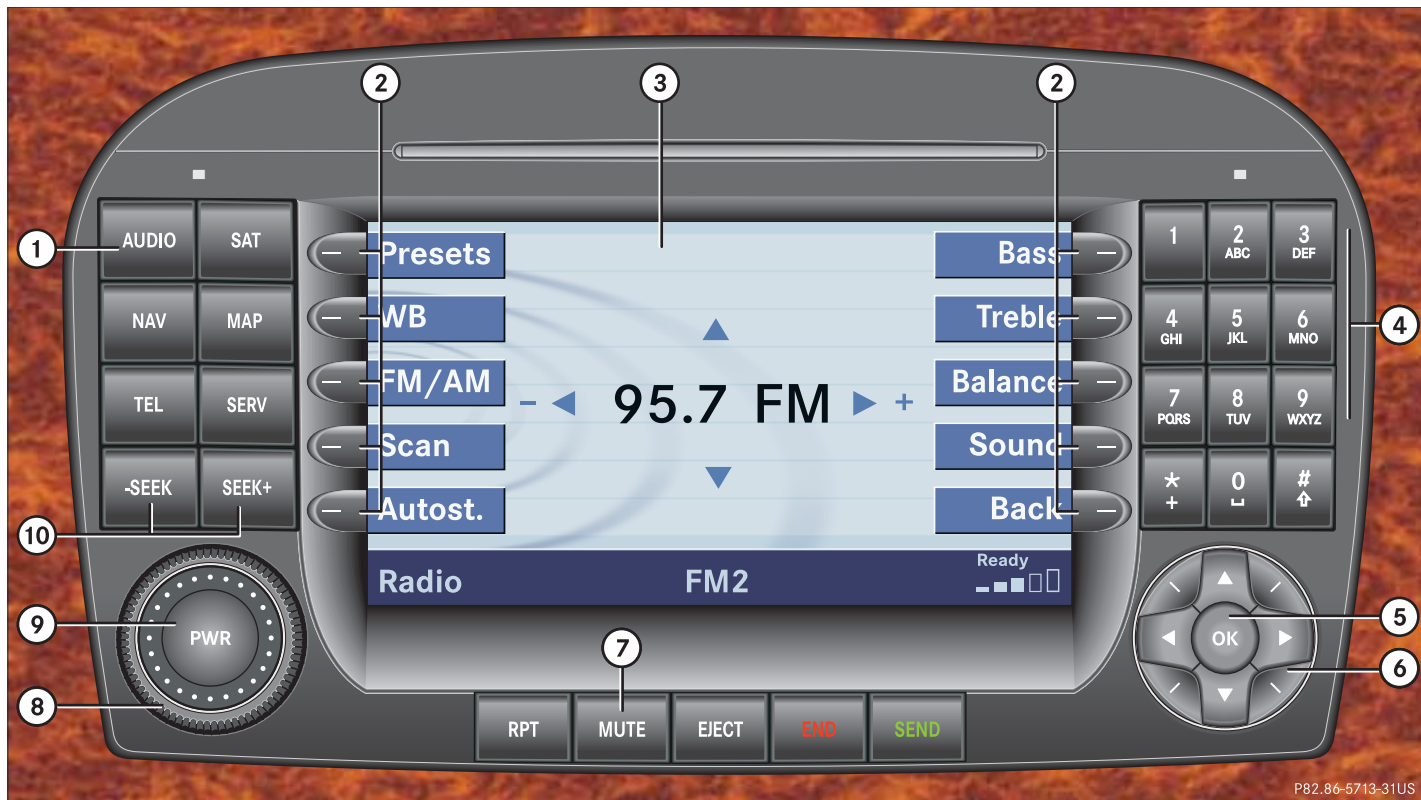 2
3
2
1
AUDIO
SAT
NAV
MAP
TEL
SERV
-SEEK
SEEK+
10
Presets
WB
FM/AM
Scan
Autost.
- 95.7 FM +
Bass
Treble
Balance
Sound
Back
Radio
FM2
Ready
1
2
ABC
3
DEF
4
GHI
5
JKL
6
MNO
7
PQRS
8
TUV
9
WXYZ
*
+
0
#
4
9
PWR
8
7
RPT
MUTE
EJECT
END
SEND
OK
5
6
P82.86-5713-31US